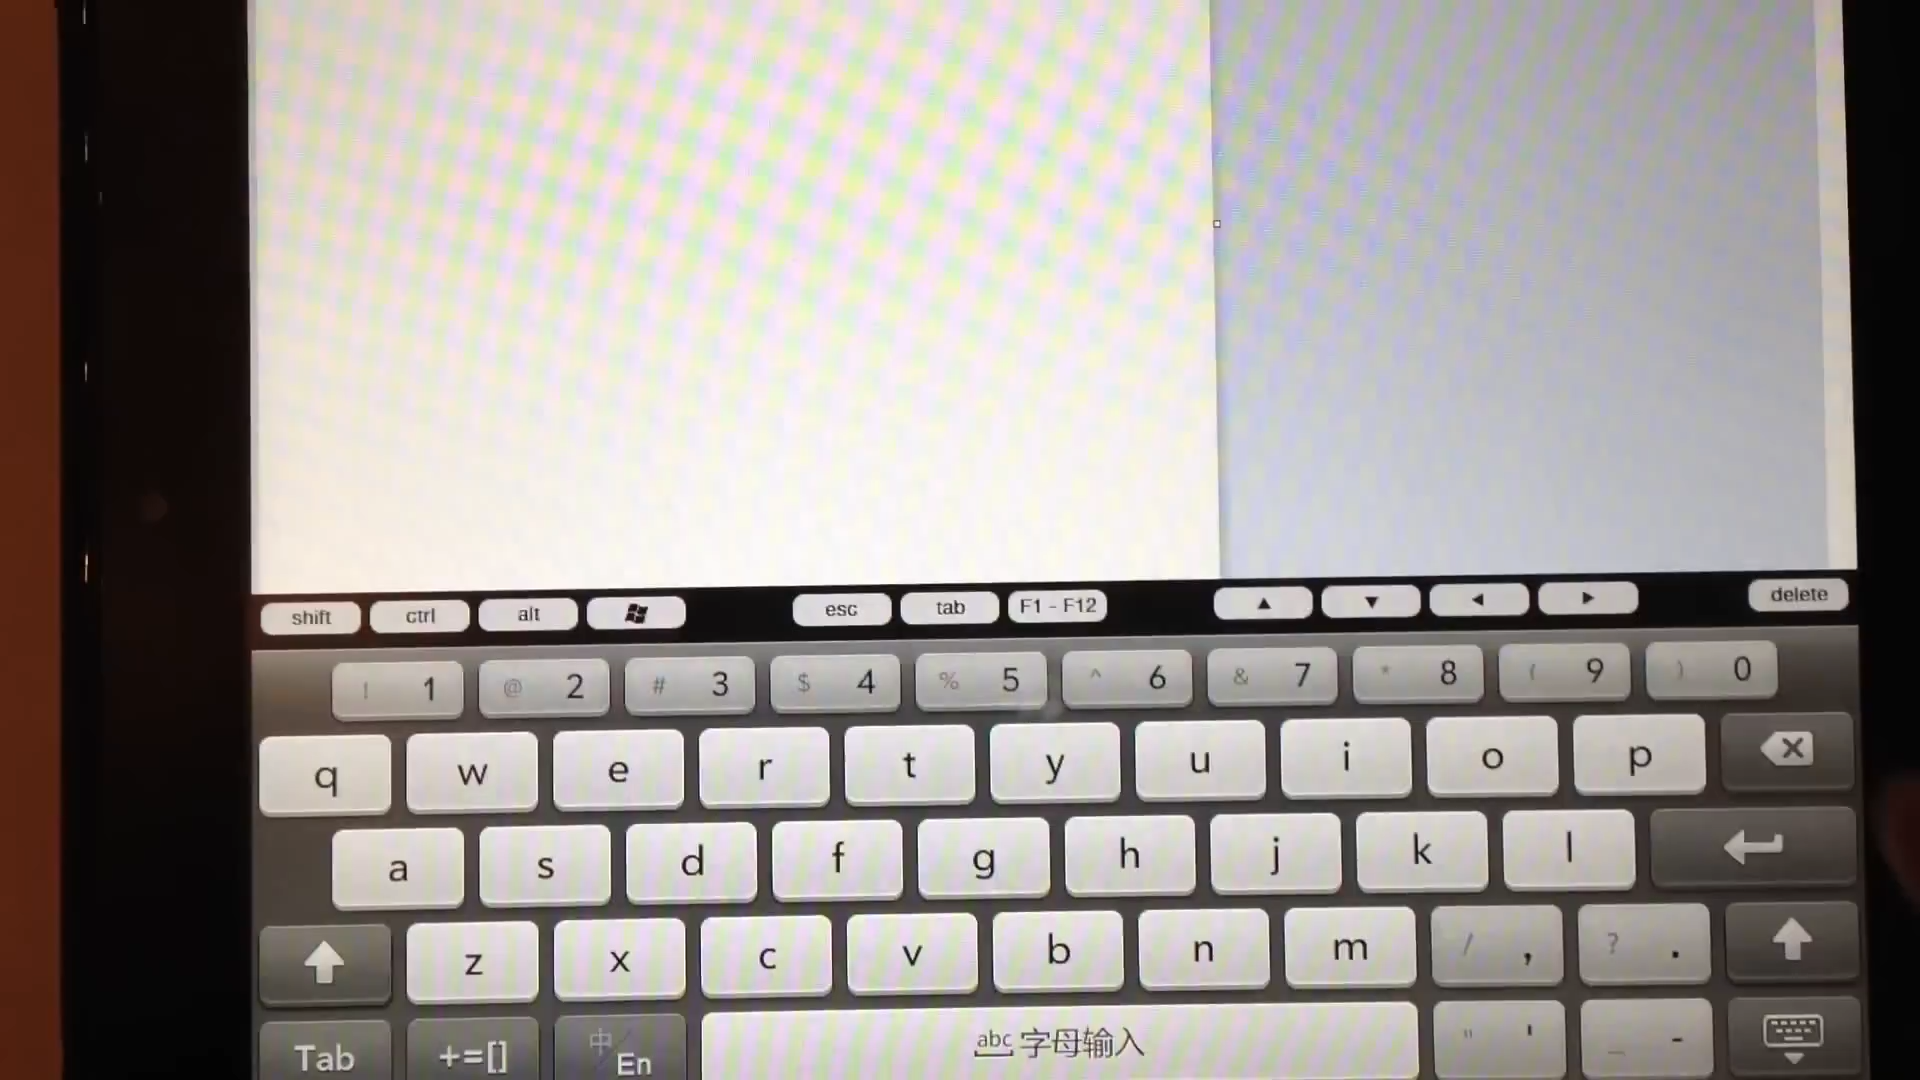 shift ctrl alt esc tab F1 - F12 ▲ ▼ ◄ ► delete
! 1 @ 2 # 3 $ 4 % 5 ^ 6 & 7 * 8 ( 9 ) 0
q w e r t y u i o p
a s d f g h j k l
z x c v b n m / , ? .
Tab +=[] 中/En abc 字母输入 " ' _ -